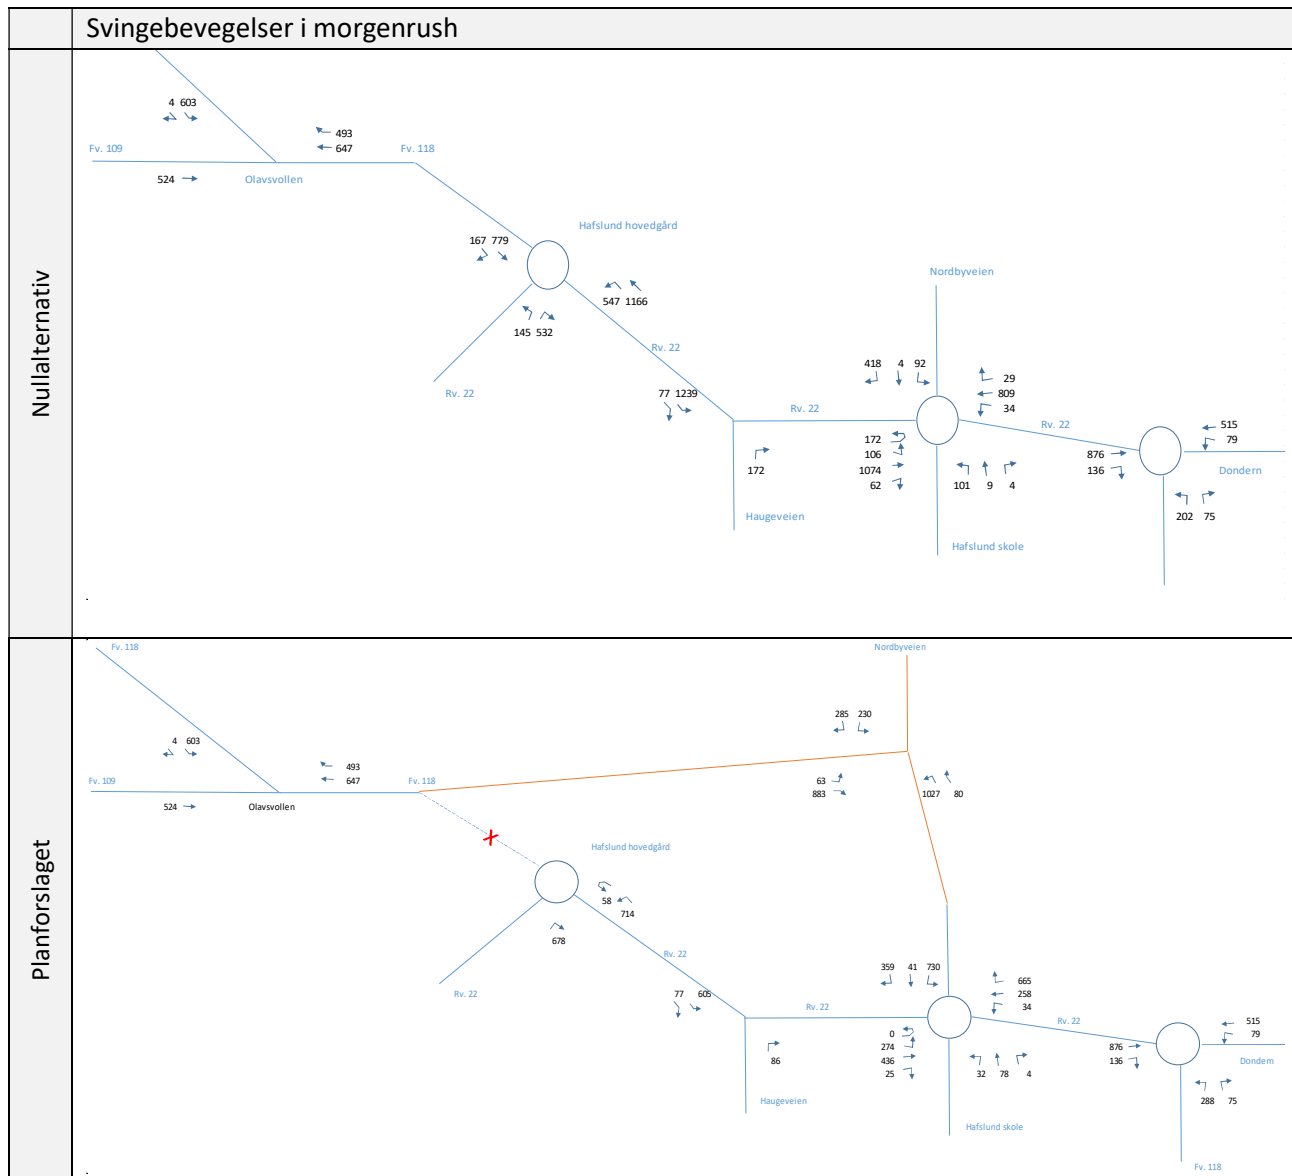 Svingebevegelser i morgenrush
Nullalternativ
4 603
493
647
Fv. 109
Fv. 118
524
Olavsvollen
Hafslund hovedgård
167 779
547 1166
145 532
Rv. 22
Rv. 22
Nordbyveien
418 4 92
29
809
34
77 1239
Rv. 22
Rv. 22
172
106
1074
62
172
101 9 4
876
136
515
79
Dondern
202 75
Haugeveien
Hafslund skole
Planforslaget
Fv. 118
Nordbyveien
285 230
4 603
493
647
Fv. 109
Fv. 118
63
883
1027 80
524
Olavsvollen
Hafslund hovedgård
58
714
678
Rv. 22
Rv. 22
359 41 730
665
258
34
77 605
Rv. 22
Rv. 22
0
274
436
25
86
32 78 4
876
136
515
79
Dondern
288 75
Haugeveien
Hafslund skole
Fv. 118